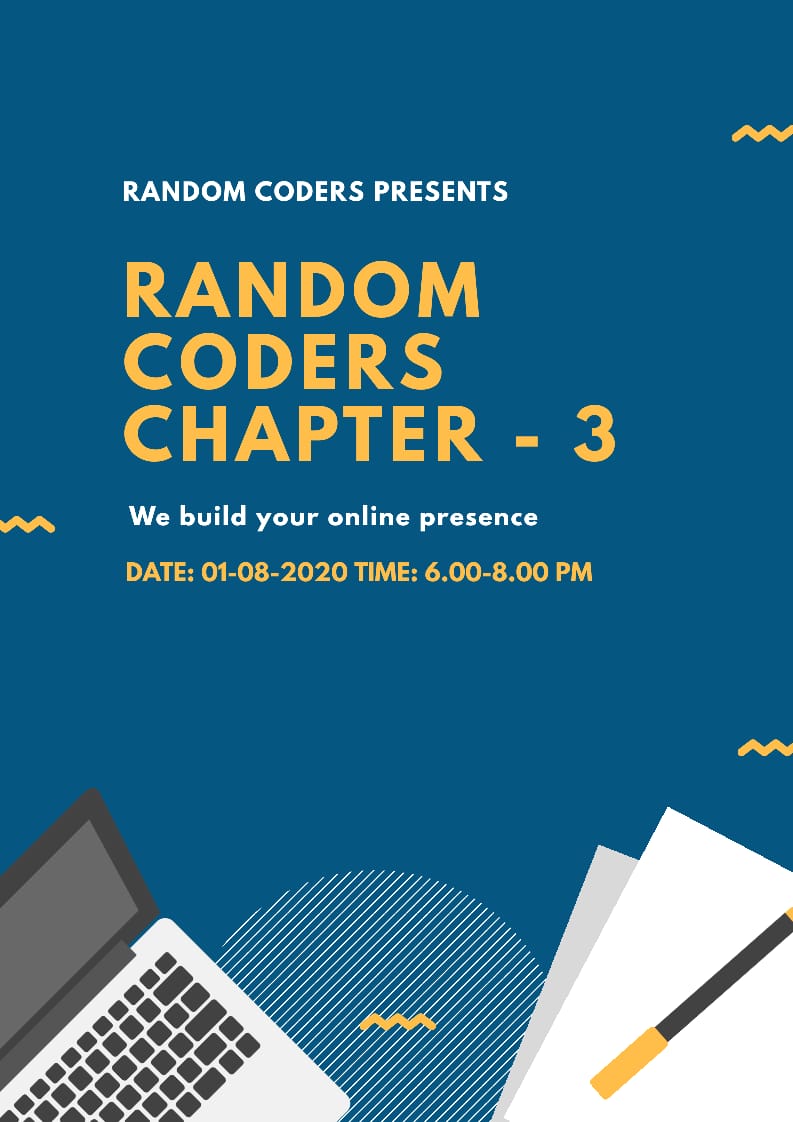 RANDOM CODERS PRESENTS
RANDOM
CODERS
CHAPTER - 3
We build your online presence
DATE: 01-08-2020 TIME: 6.00-8.00 PM